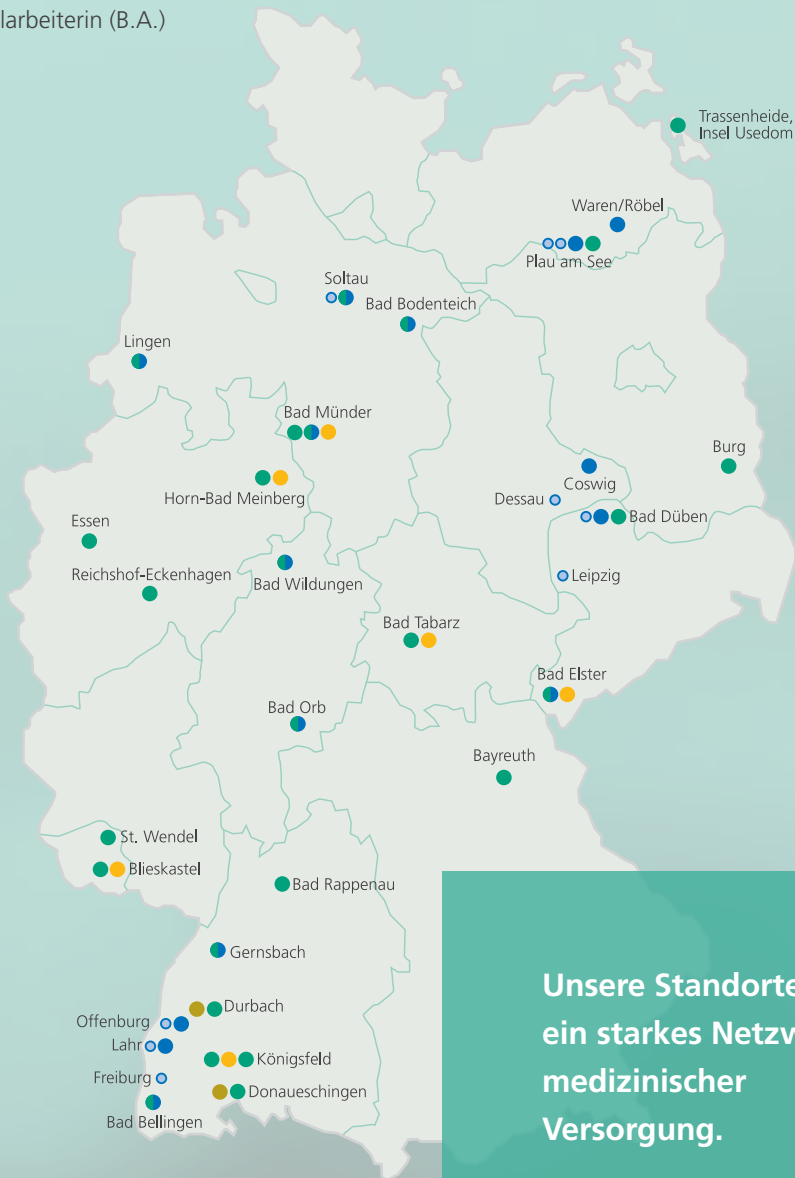 larbeiterin (B.A.)
Trassenheide,
Insel Usedom
Waren/Röbel
Plau am See
Soltau
Bad Bodenteich
Lingen
Bad Münder
Burg
Coswig
Horn-Bad Meinberg
Dessau
Bad Düben
Essen
Reichshof-Eckenhagen
Leipzig
Bad Wildungen
Bad Tabarz
Bad Elster
Bad Orb
Bayreuth
St. Wendel
Blieskastel
Bad Rappenau
Gernsbach
Durbach
Offenburg
Lahr
Königsfeld
Freiburg
Donaueschingen
Bad Bellingen
Unsere Standorte
ein starkes Netzw
medizinischer
Versorgung.